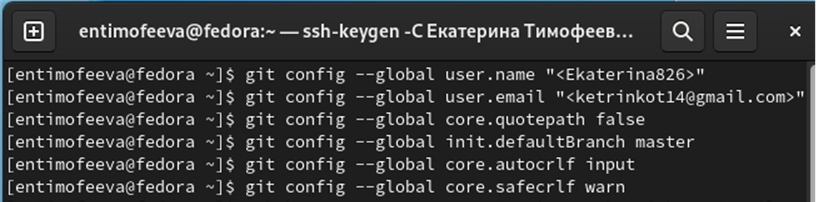 entimofeeva@fedora:~ — ssh-keygen -C Екатерина Тимофеев...
[entimofeeva@fedora ~]$ git config --global user.name "<Ekaterina826>"
[entimofeeva@fedora ~]$ git config --global user.email "<ketrinkot14@gmail.com>"
[entimofeeva@fedora ~]$ git config --global core.quotepath false
[entimofeeva@fedora ~]$ git config --global init.defaultBranch master
[entimofeeva@fedora ~]$ git config --global core.autocrlf input
[entimofeeva@fedora ~]$ git config --global core.safecrlf warn